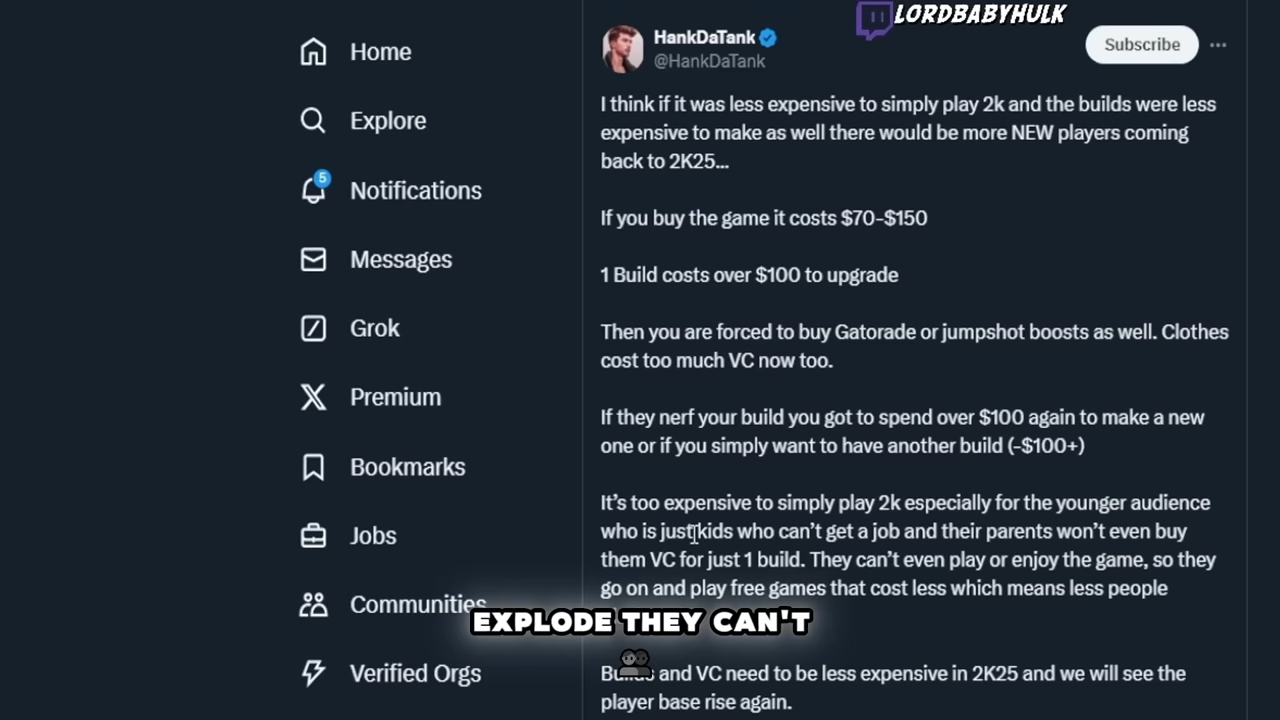 LORDBABYHULK
Home
Explore
5
Notifications
Messages
Grok
Premium
Bookmarks
Jobs
Communities
Verified Orgs
HankDaTank
@HankDaTank
Subscribe
I think if it was less expensive to simply play 2k and the builds were less
expensive to make as well there would be more NEW players coming
back to 2K25...
If you buy the game it costs $70-$150
1 Build costs over $100 to upgrade
Then you are forced to buy Gatorade or jumpshot boosts as well. Clothes
cost too much VC now too.
If they nerf your build you got to spend over $100 again to make a new
one or if you simply want to have another build (-$100+)
It's too expensive to simply play 2k especially for the younger audience
who is just kids who can't get a job and their parents won't even buy
them VC for just 1 build. They can't even play or enjoy the game, so they
go on and play free games that cost less which means less people
EXPLODE THEY CAN'T
Builds and VC need to be less expensive in 2K25 and we will see the
player base rise again.